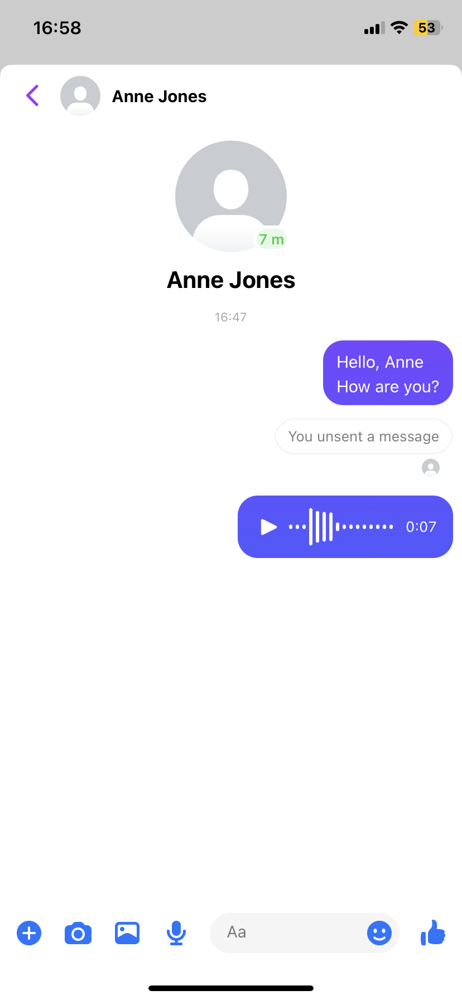 16:58
53
Anne Jones
7 m
Anne Jones
16:47
Hello, Anne
How are you?
You unsent a message
0:07
Aa